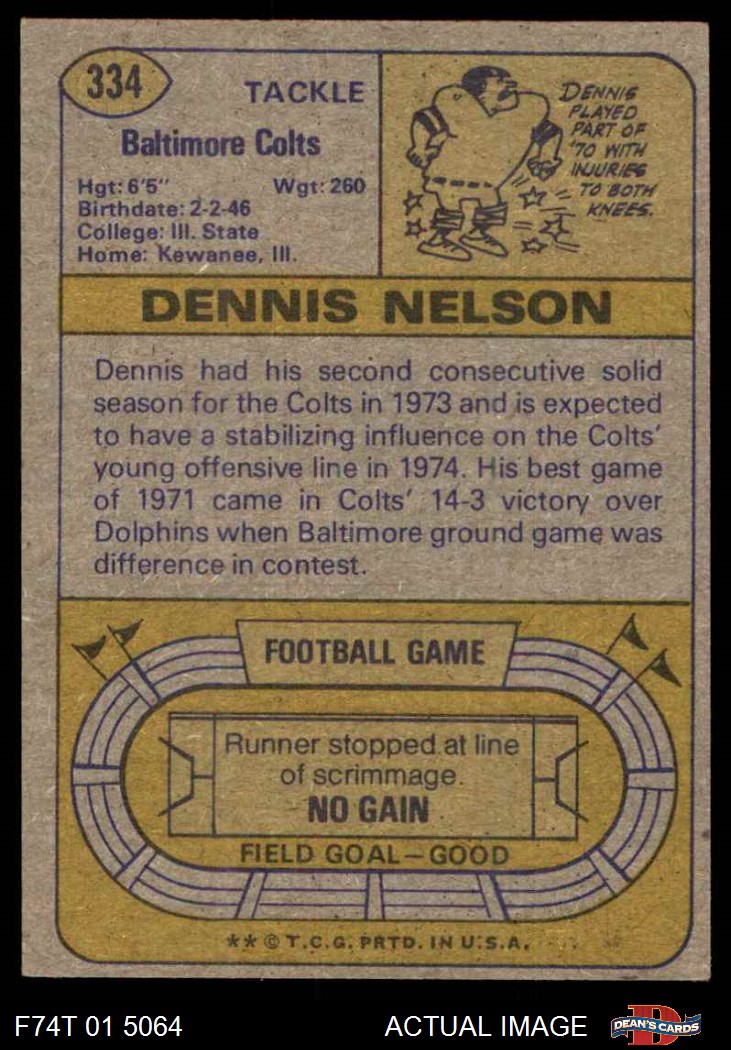 334
TACKLE
Baltimore Colts
Hgt: 6'5" Wgt: 260
Birthdate: 2-2-46
College: Ill. State
Home: Kewanee, Ill.
DENNIS
PLAYED
PART OF
'70 WITH
INJURIES
TO BOTH
KNEES.
DENNIS NELSON
Dennis had his second consecutive solid
season for the Colts in 1973 and is expected
to have a stabilizing influence on the Colts'
young offensive line in 1974. His best game
of 1971 came in Colts' 14-3 victory over
Dolphins when Baltimore ground game was
difference in contest.
FOOTBALL GAME
Runner stopped at line
of scrimmage.
NO GAIN
FIELD GOAL—GOOD
** © T.C.G. PRTD. IN U.S.A.
F74T 01 5064 ACTUAL IMAGE
D
DEAN'S CARDS